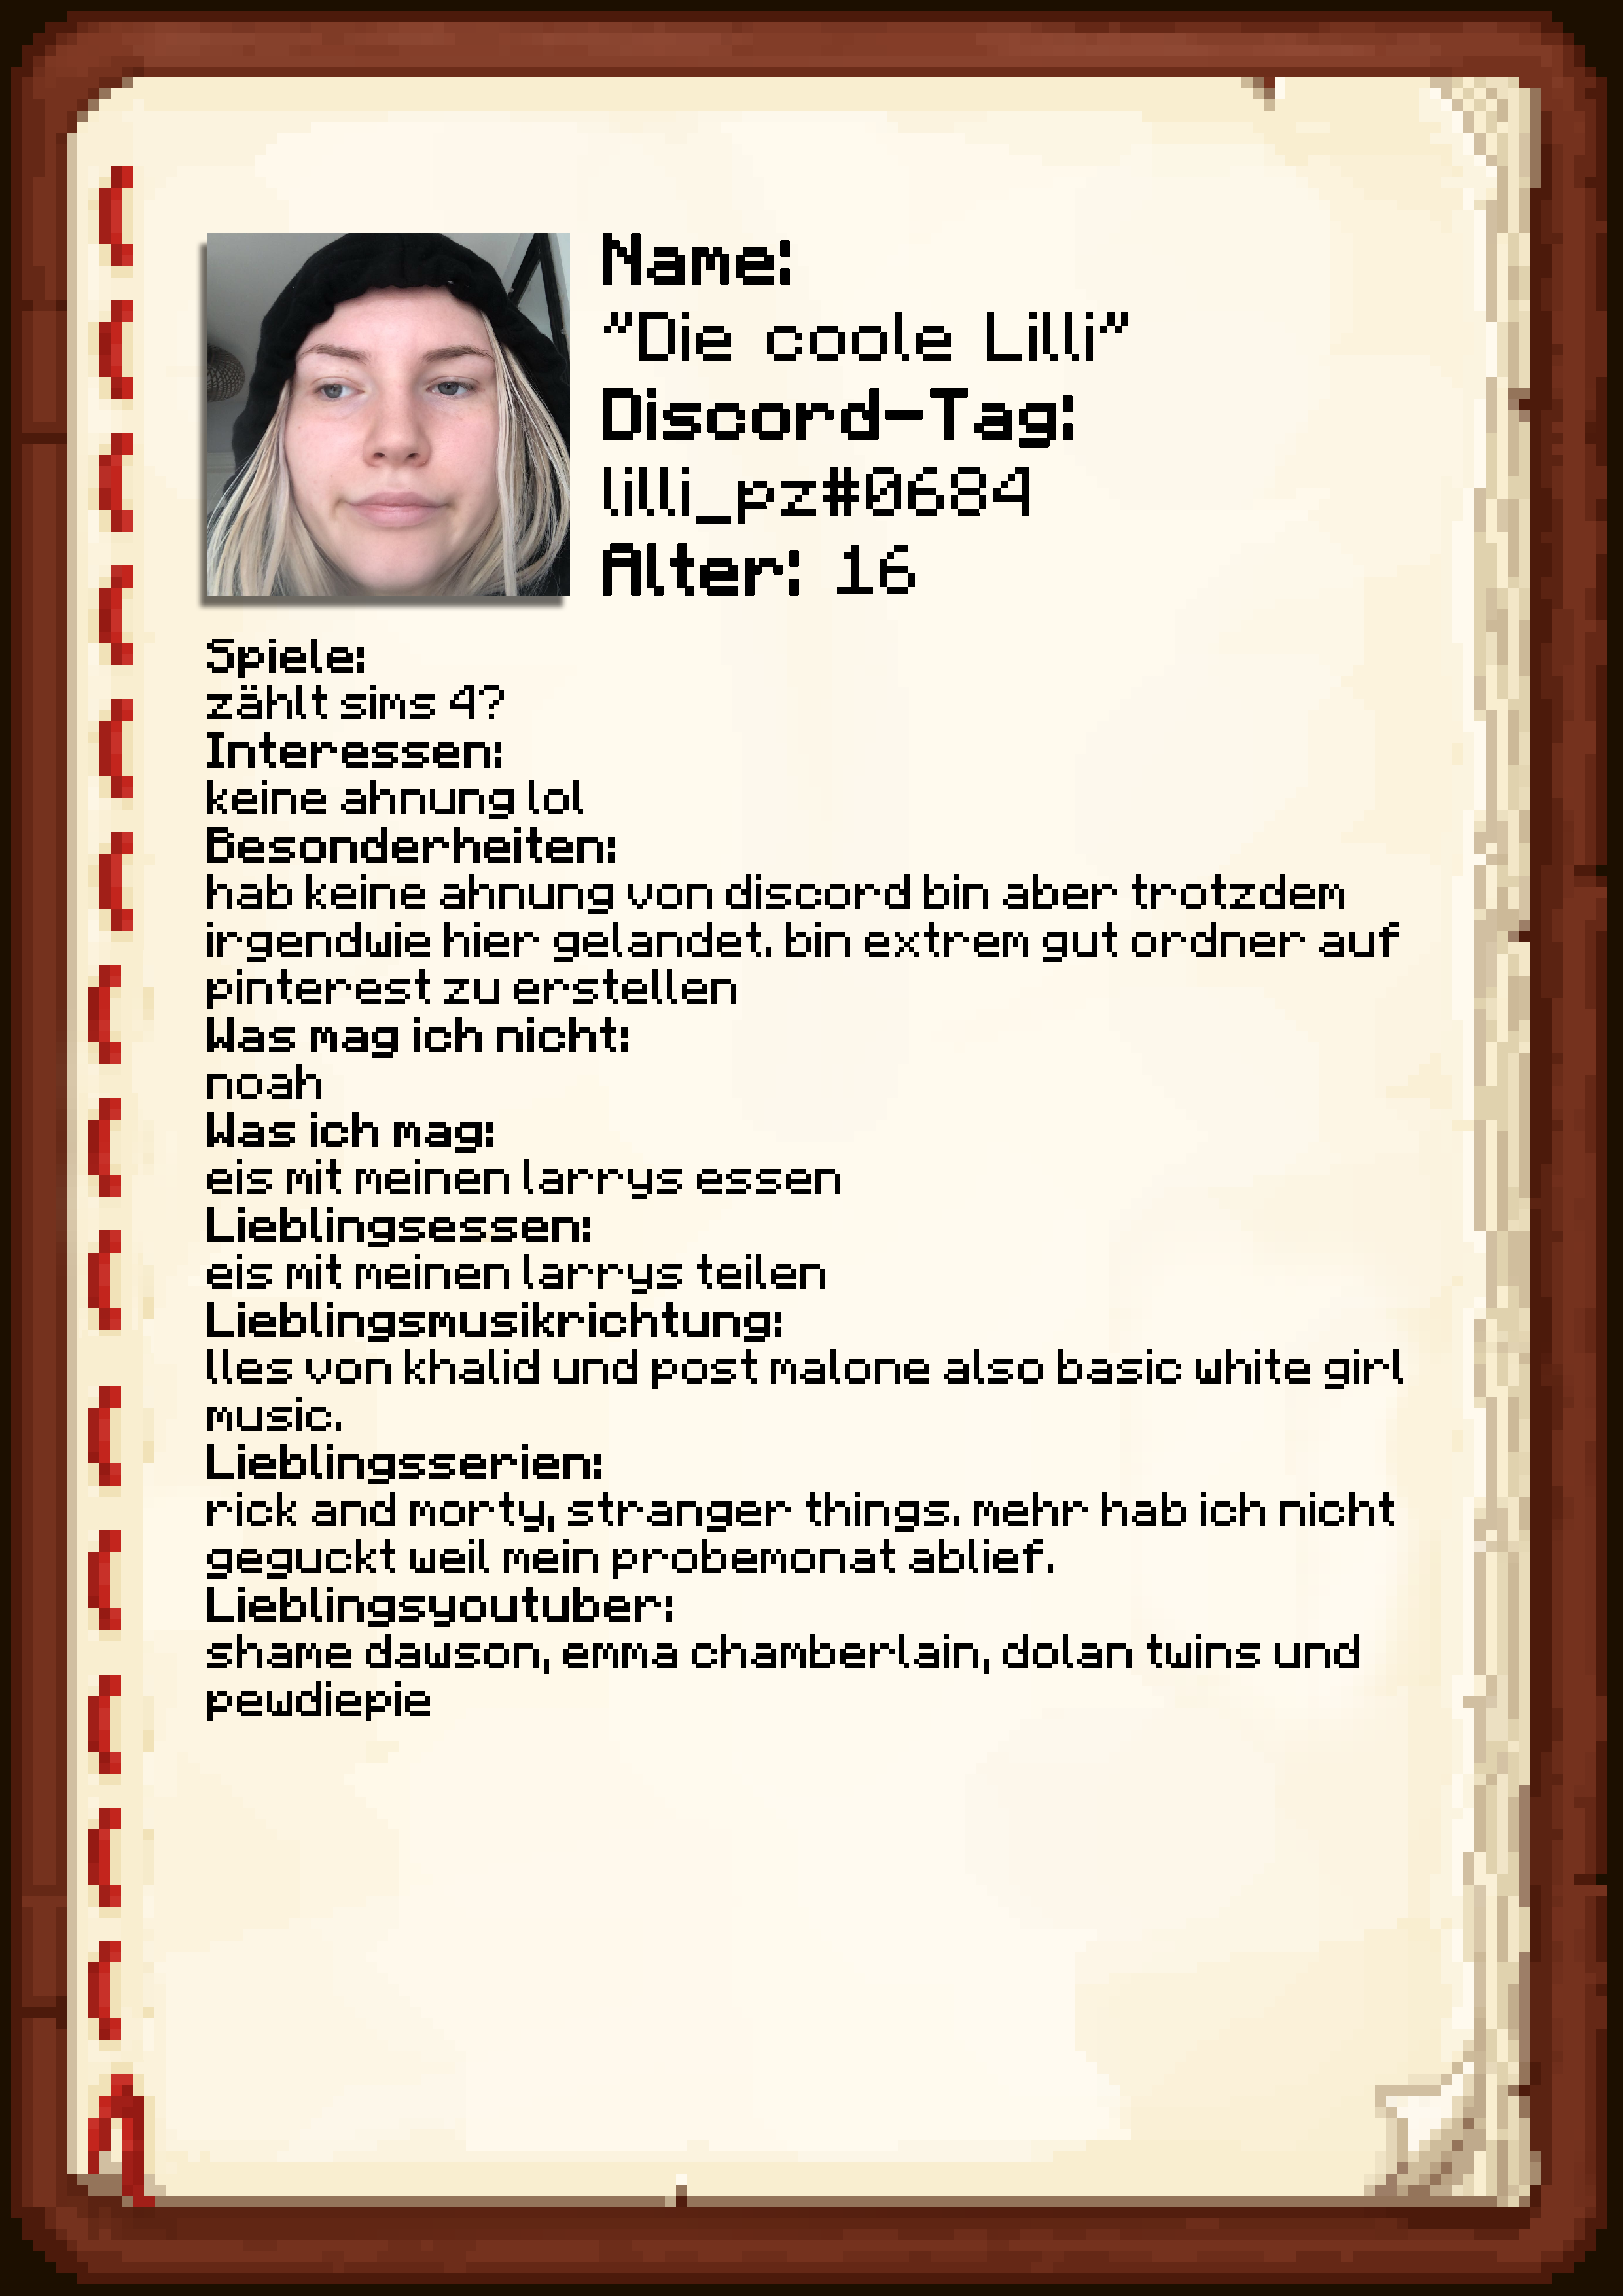 Name:
"Die coole Lilli"
Discord-Tag:
lilli_pz#0684
Alter: 16
Spiele:
zählt sims 4?
Interessen:
keine ahnung lol
Besonderheiten:
hab keine ahnung von discord bin aber trotzdem
irgendwie hier gelandet. bin extrem gut ordner auf
pinterest zu erstellen
Was mag ich nicht:
noah
Was ich mag:
eis mit meinen larrys essen
Lieblingsessen:
eis mit meinen larrys teilen
Lieblingsmusikrichtung:
lles von khalid und post malone also basic white girl
music.
Lieblingsserien:
rick and morty, stranger things. mehr hab ich nicht
geguckt weil mein probemonat ablief.
Lieblingsyoutuber:
shame dawson, emma chamberlain, dolan twins und
pewdiepie